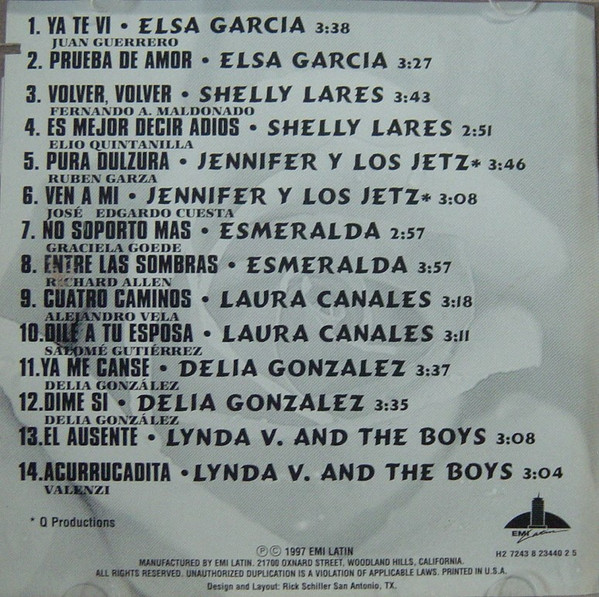 1. YA TE VI • ELSA GARCIA 3:38
JUAN GUERRERO
2. PRUEBA DE AMOR • ELSA GARCIA 3:27
3. VOLVER, VOLVER • SHELLY LARES 3:43
FERNANDO A. MALDONADO
4. ES MEJOR DECIR ADIOS • SHELLY LARES 2:51
ELIO QUINTANILLA
5. PURA DULZURA • JENNIFER Y LOS JETZ* 3:46
RUBEN GARZA
6. VEN A MI • JENNIFER Y LOS JETZ* 3:08
JOSÉ EDGARDO CUESTA
7. NO SOPORTO MAS • ESMERALDA 2:57
GRACIELA GOEDE
8. ENTRE LAS SOMBRAS • ESMERALDA 3:57
RICHARD ALLEN
9. CUATRO CAMINOS • LAURA CANALES 3:18
ALEJANDRO VELA
10.DILE A TU ESPOSA • LAURA CANALES 3:11
SALOMÉ GUTIÉRREZ
11.YA ME CANSE • DELIA GONZALEZ 3:37
DELIA GONZÁLEZ
12.DIME SI • DELIA GONZALEZ 3:35
DELIA GONZÁLEZ
13.EL AUSENTE • LYNDA V. AND THE BOYS 3:08
14.ACURRUCADITA • LYNDA V. AND THE BOYS 3:04
VALENZI
* Q Productions
EMI Latin
H2 7243 8 23440 2 5
℗ © 1997 EMI LATIN
MANUFACTURED BY EMI LATIN. 21700 OXNARD STREET, WOODLAND HILLS, CALIFORNIA.
ALL RIGHTS RESERVED. UNAUTHORIZED DUPLICATION IS A VIOLATION OF APPLICABLE LAWS. PRINTED IN U.S.A.
Design and Layout: Rick Schiller San Antonio, TX.